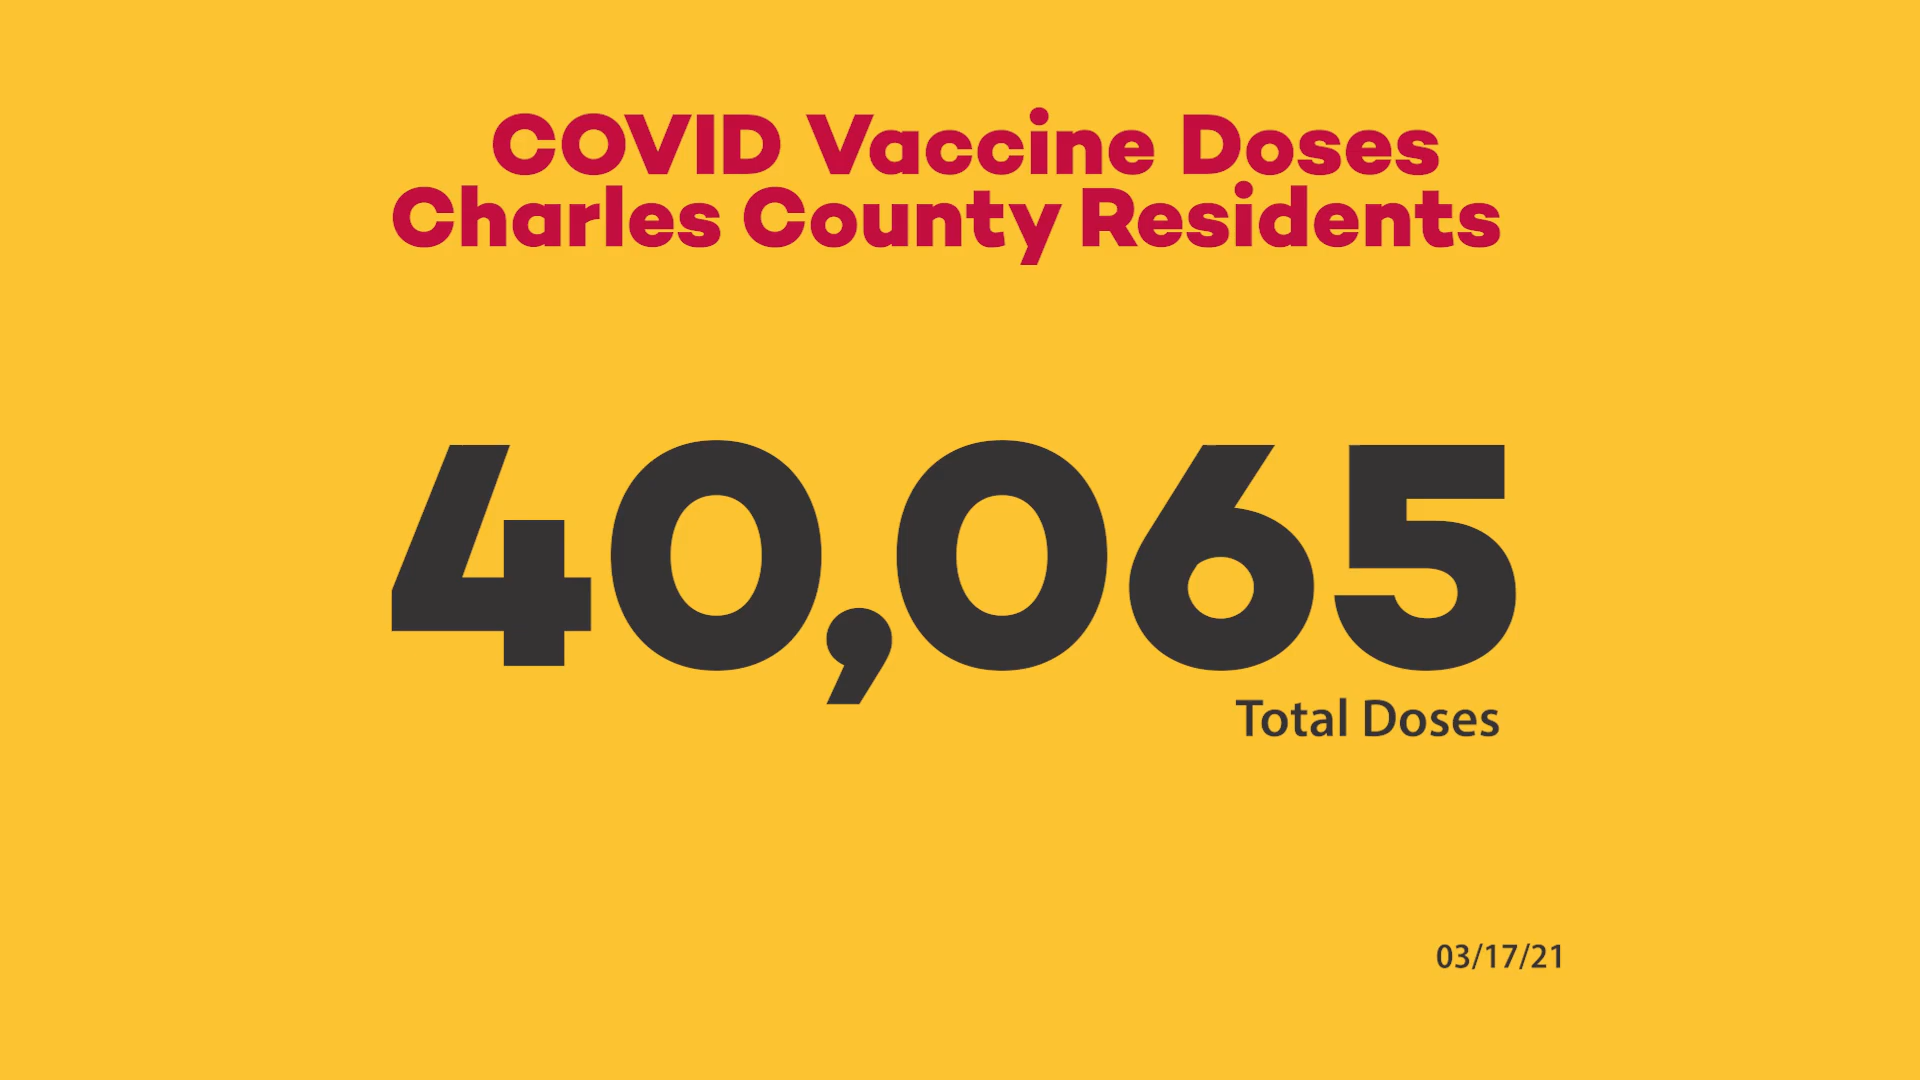 COVID Vaccine Doses
Charles County Residents
40,065
Total Doses
03/17/21